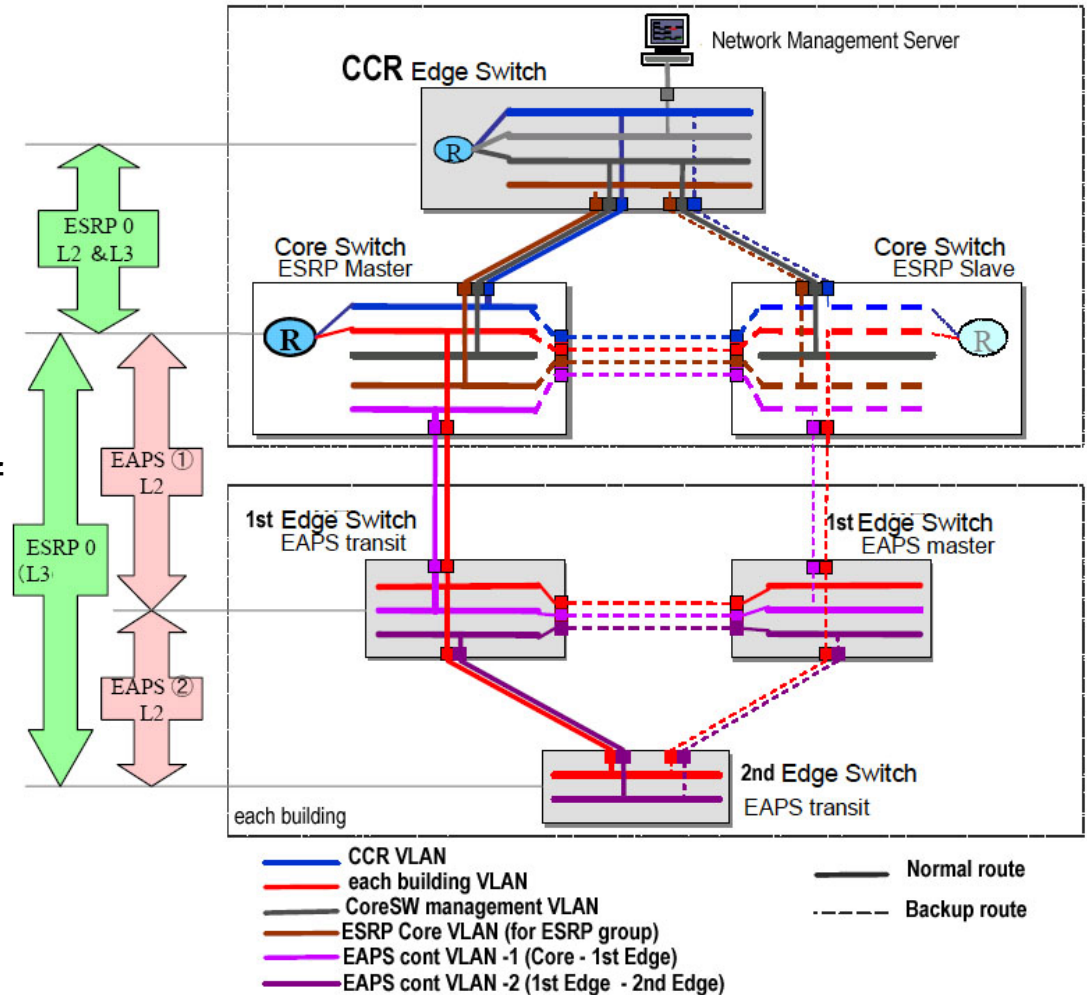 Network Management Server
CCR Edge Switch
R
ESRP 0
L2 &L3
Core Switch
ESRP Master
Core Switch
ESRP Slave
R
R
EAPS ①
L2
ESRP 0
(L3
1st Edge Switch
EAPS transit
1st Edge Switch
EAPS master
EAPS ②
L2
2nd Edge Switch
EAPS transit
each building
CCR VLAN
each building VLAN
CoreSW management VLAN
ESRP Core VLAN (for ESRP group)
EAPS cont VLAN -1 (Core - 1st Edge)
EAPS cont VLAN -2 (1st Edge - 2nd Edge)
Normal route
Backup route